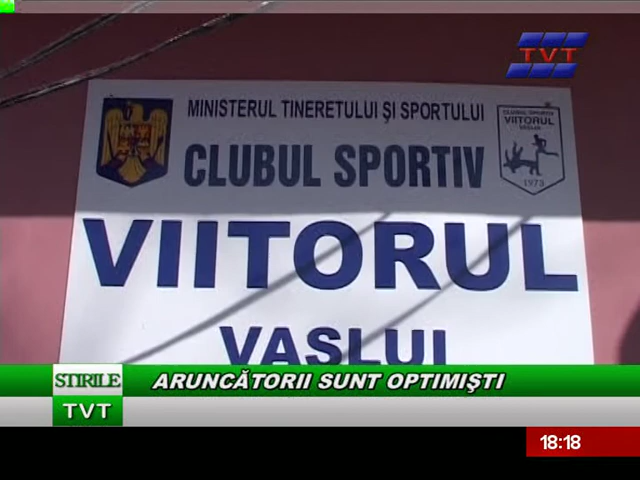 TVT
MINISTERUL TINERETULUI ŞI SPORTULUI
CLUBUL SPORTIV
CLUBUL SPORTIV
VIITORUL
VASLUI
1973
VIITORUL
VASLUI
STIRILE
TVT
ARUNCĂTORII SUNT OPTIMIŞTI
18:18